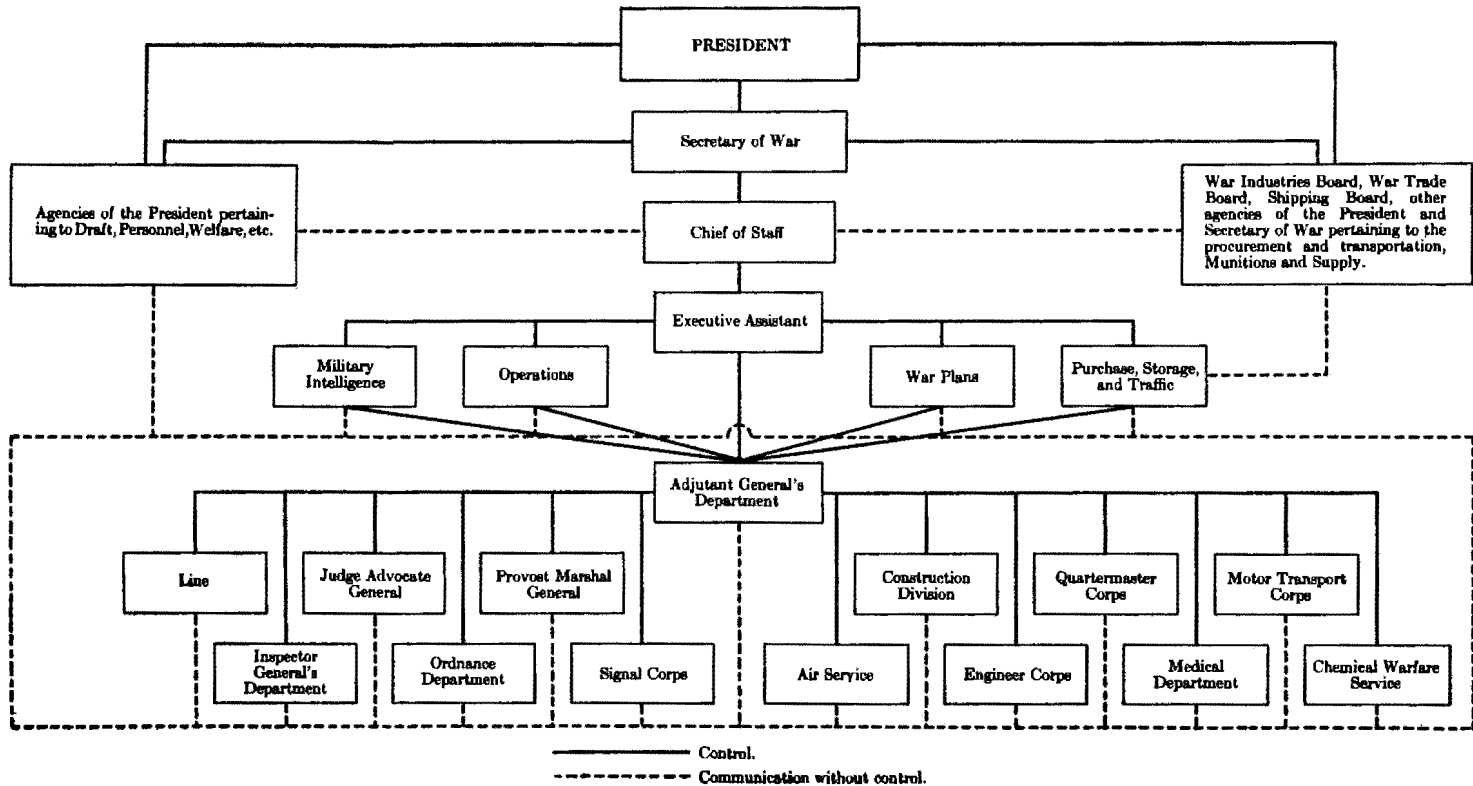 PRESIDENT
Secretary of War
Agencies of the President pertain-
ing to Draft, Personnel, Welfare, etc.
Chief of Staff
War Industries Board, War Trade
Board, Shipping Board, other
agencies of the President and
Secretary of War pertaining to the
procurement and transportation,
Munitions and Supply.
Executive Assistant
Military
Intelligence
Operations
War Plans
Purchase, Storage,
and Traffic
Adjutant General's
Department
Line
Judge Advocate
General
Provost Marshal
General
Construction
Division
Quartermaster
Corps
Motor Transport
Corps
Inspector
General's
Department
Ordnance
Department
Signal Corps
Air Service
Engineer Corps
Medical
Department
Chemical Warfare
Service
Control.
Communication without control.